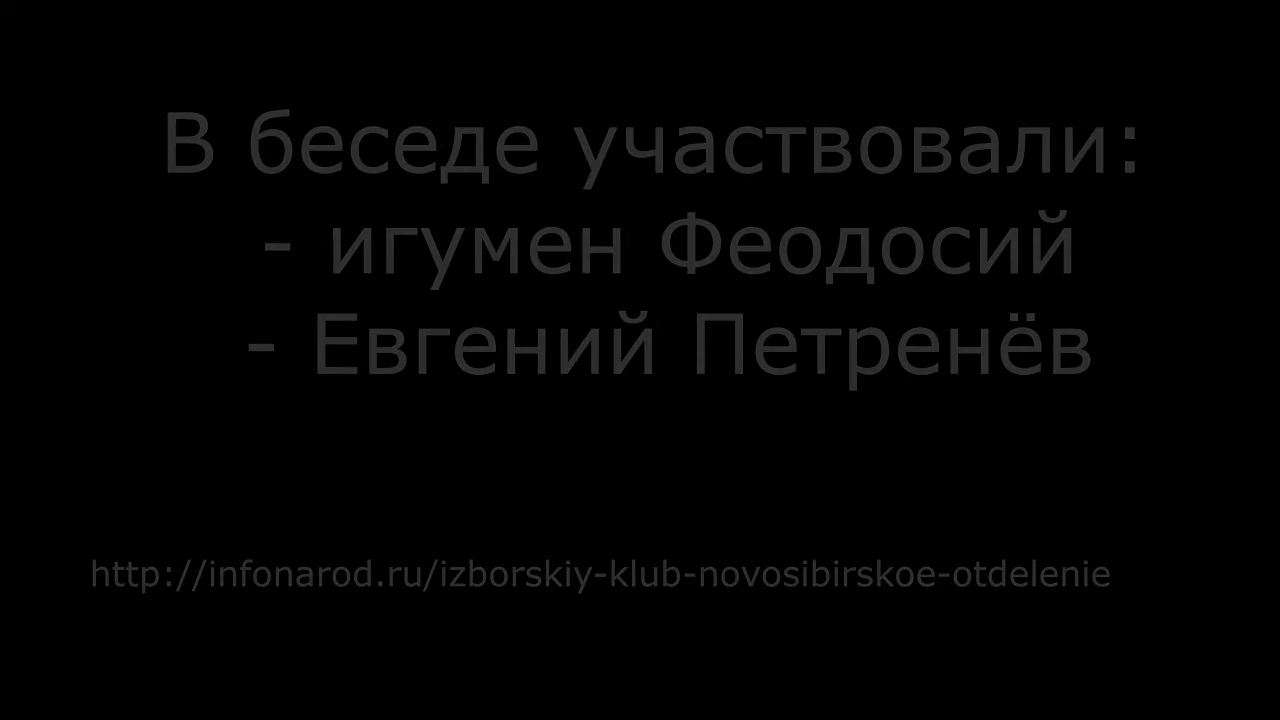 В беседе участвовали:
- игумен Феодосий
- Евгений Петренёв
http://infonarod.ru/izborskiy-klub-novosibirskoe-otdelenie